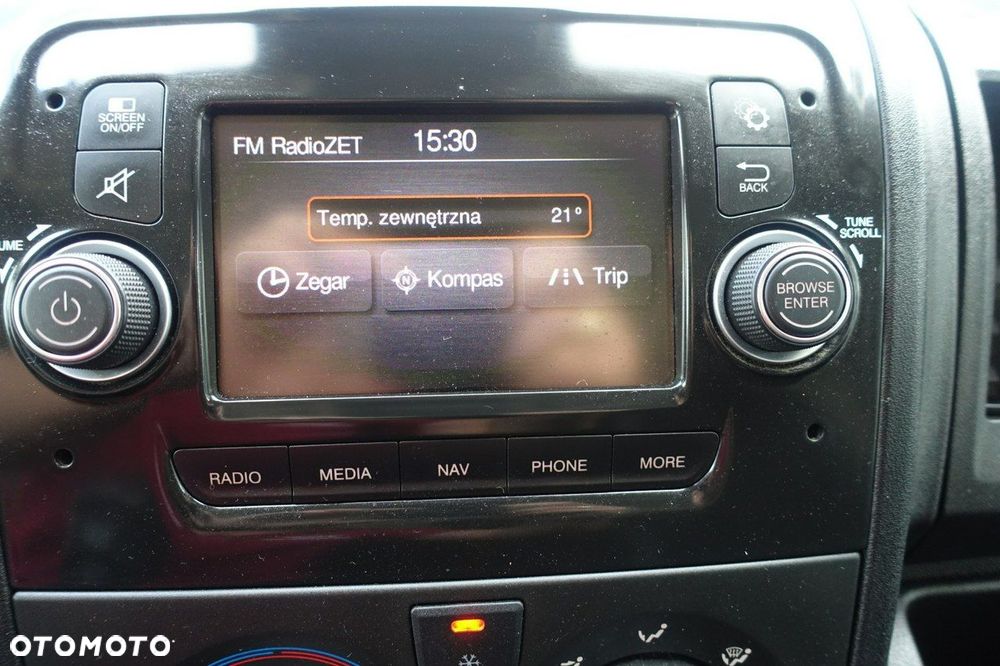 SCREEN
ON/OFF
FM RadioZET 15:30
BACK
Temp. zewnętrzna 21°
TUNE
SCROLL
UME
Zegar
N
Kompas
Trip
BROWSE
ENTER
RADIO
MEDIA
NAV
PHONE
MORE
OTOMOTO